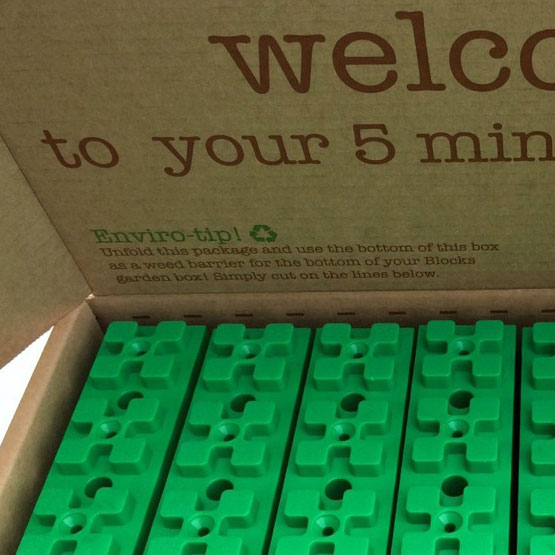 welco
to your 5 min
Enviro-tip!
Unfold this package and use the bottom of this box
as a weed barrier for the bottom of your Blocks
garden box! Simply cut on the lines below.